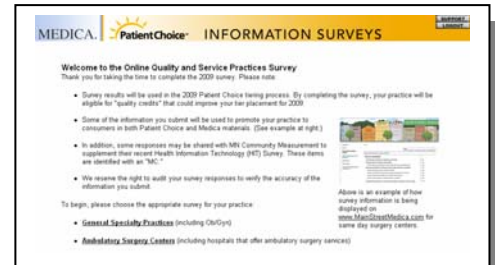 MEDICA. PatientChoice INFORMATION SURVEYS
SUPPORT
LOGOUT
Welcome to the Online Quality and Service Practices Survey
Thank you for taking the time to complete the 2009 survey. Please note:
• Survey results will be used in the 2009 Patient Choice tiering process. By completing the survey, your practice will be
eligible for "quality credits" that could improve your tier placement for 2009.
• Some of the information you submit will be used to promote your practice to
consumers in both Patient Choice and Medica materials. (See example at right.)
• In addition, some responses may be shared with MN Community Measurement to
supplement their recent Health Information Technology (HIT) Survey. These items
are identified with an "MC."
• We reserve the right to audit your survey responses to verify the accuracy of the
information you submit.
To begin, please choose the appropriate survey for your practice:
• General Specialty Practices (including Ob/Gyn)
• Ambulatory Surgery Centers (including hospitals that offer ambulatory surgery services)
Above is an example of how
survey information is being
displayed on
www.MainStreetMedica.com for
same day surgery centers.